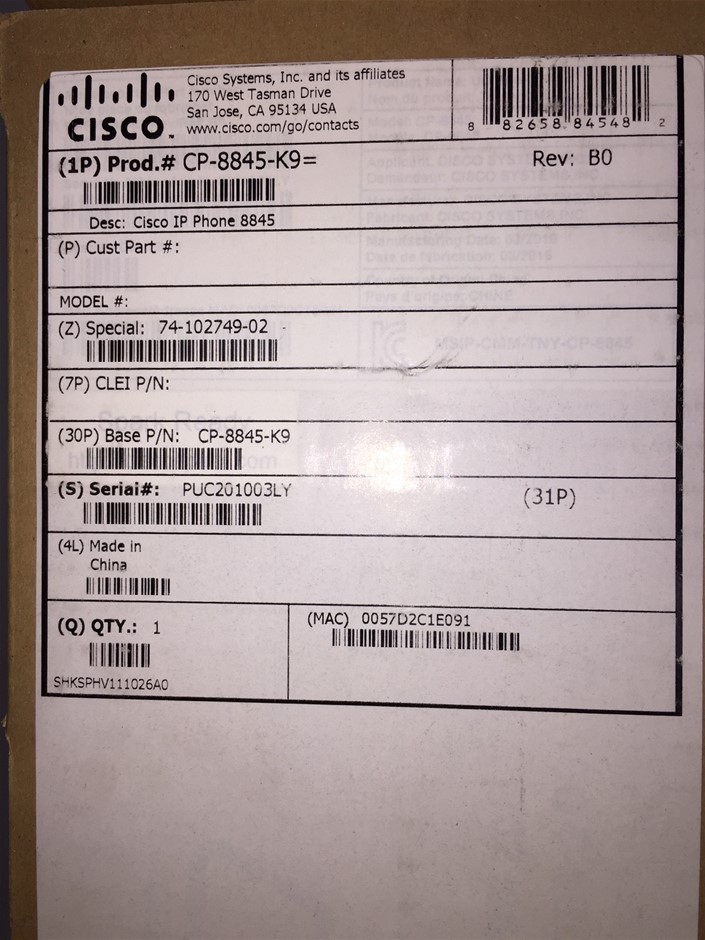 CISCO
Cisco Systems, Inc. and its affiliates
170 West Tasman Drive
San Jose, CA 95134 USA
www.cisco.com/go/contacts
8 82658 84548 2
(1P) Prod.# CP-8845-K9=
Rev: B0
Desc: Cisco IP Phone 8845
(P) Cust Part #:
MODEL #:
(Z) Special: 74-102749-02
(7P) CLEI P/N:
(30P) Base P/N: CP-8845-K9
(S) Serial#: PUC201003LY
(31P)
(4L) Made in
China
(Q) QTY.: 1
(MAC) 0057D2C1E091
SHKSPHV111026A0